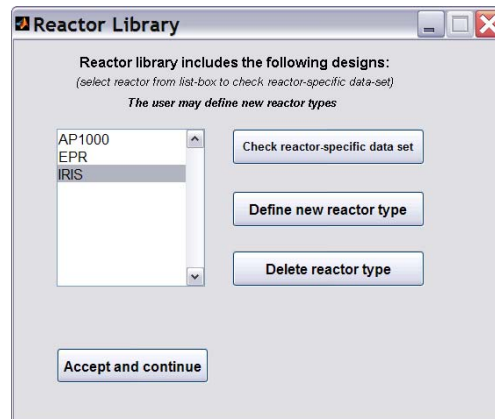 Reactor Library
Reactor library includes the following designs:
(select reactor from list-box to check reactor-specific data-set)
The user may define new reactor types
AP1000
EPR
IRIS
Check reactor-specific data set
Define new reactor type
Delete reactor type
Accept and continue